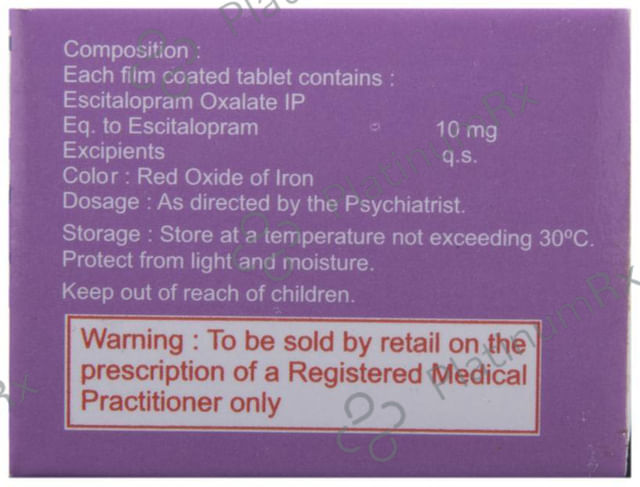 Composition :
Each film coated tablet contains :
Escitalopram Oxalate IP
Eq. to Escitalopram 10 mg
Excipients q.s.
Color : Red Oxide of Iron
Dosage : As directed by the Psychiatrist.
Storage : Store at a temperature not exceeding 30ºC.
Protect from light and moisture.
Keep out of reach of children.
Warning : To be sold by retail on the
prescription of a Registered Medical
Practitioner only
PlatinumRx
PlatinumRx